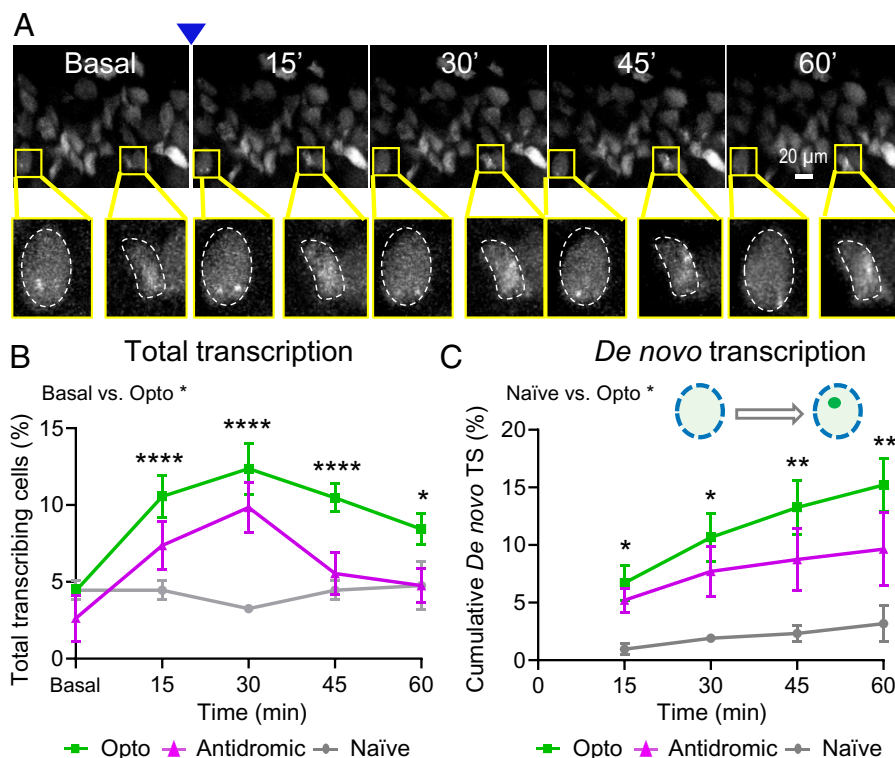 A
Basal 15’ 30’ 45’ 60’
20 µm
B Total transcription
Basal vs. Opto *
**** **** **** *
15
10
5
0
Total transcribing cells (%)
Basal 15 30 45 60
Time (min)
Opto Antidromic Naïve
C De novo transcription
Naïve vs. Opto *
* * ** **
20
15
10
5
0
Cumulative De novo TS (%)
0 15 30 45 60
Time (min)
Opto Antidromic Naïve